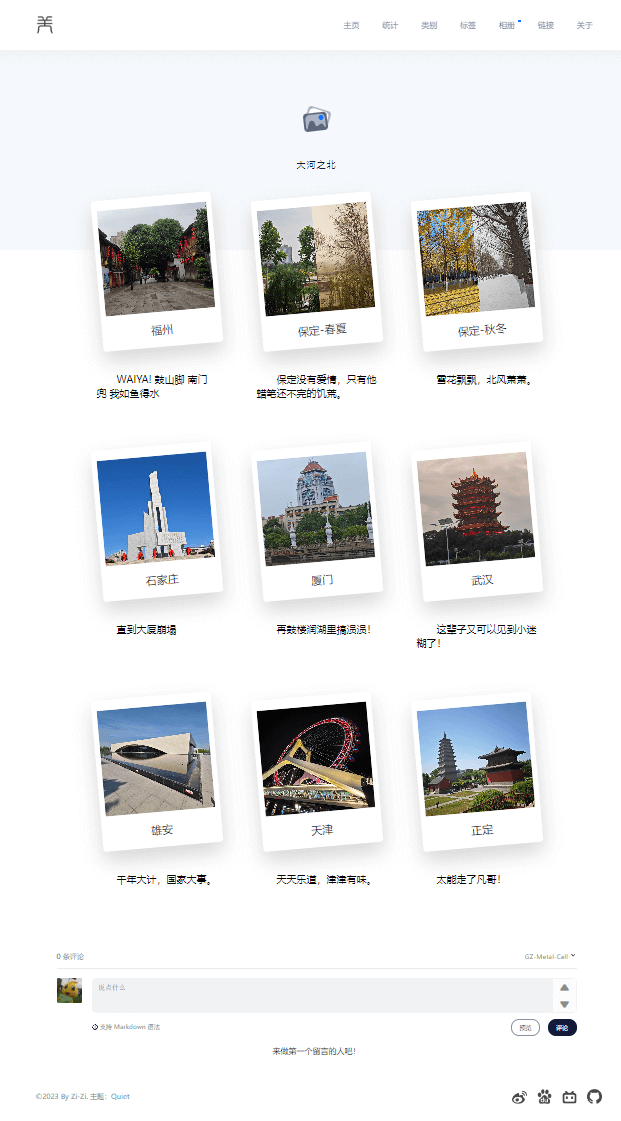 主页 统计 类别 标签 相册 链接 关于
大河之北
福州 保定-春夏 保定-秋冬
WAIYA! 鼓山脚 南门
兜 我如鱼得水
保定没有爱情，只有他
蜡笔还不完的饥荒。
雪花飘飘，北风萧萧。
石家庄 厦门 武汉
直到大厦崩塌
再鼓楼润湖里搞涢涢！
这辈子又可以见到小迷
糊了！
雄安 天津 正定
千年大计，国家大事。
天天乐道，津津有味。
太能走了凡哥！
0 条评论 GZ-Metal-Cell
说点什么
支持 Markdown 语法 预览 评论
来做第一个留言的人吧！
©2023 By Zi-Zi. 主题：Quiet